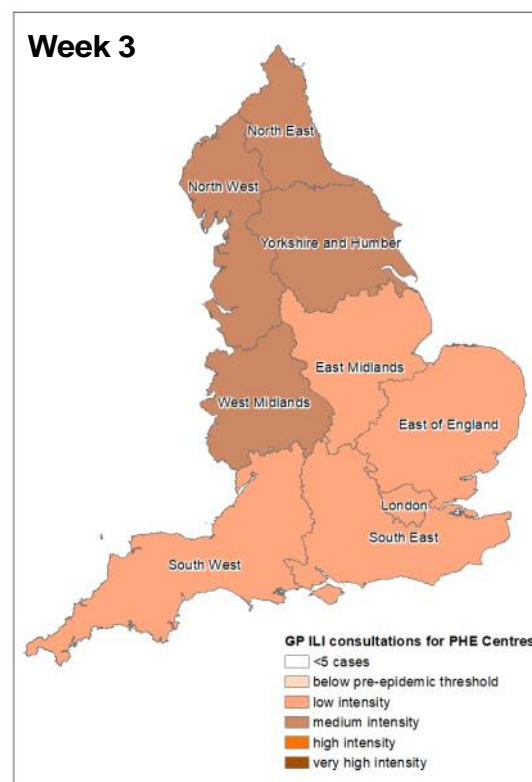 Week 3
North East
North West
Yorkshire and Humber
East Midlands
West Midlands
East of England
London
South East
South West
GP ILI consultations for PHE Centres
<5 cases
below pre-epidemic threshold
low intensity
medium intensity
high intensity
very high intensity